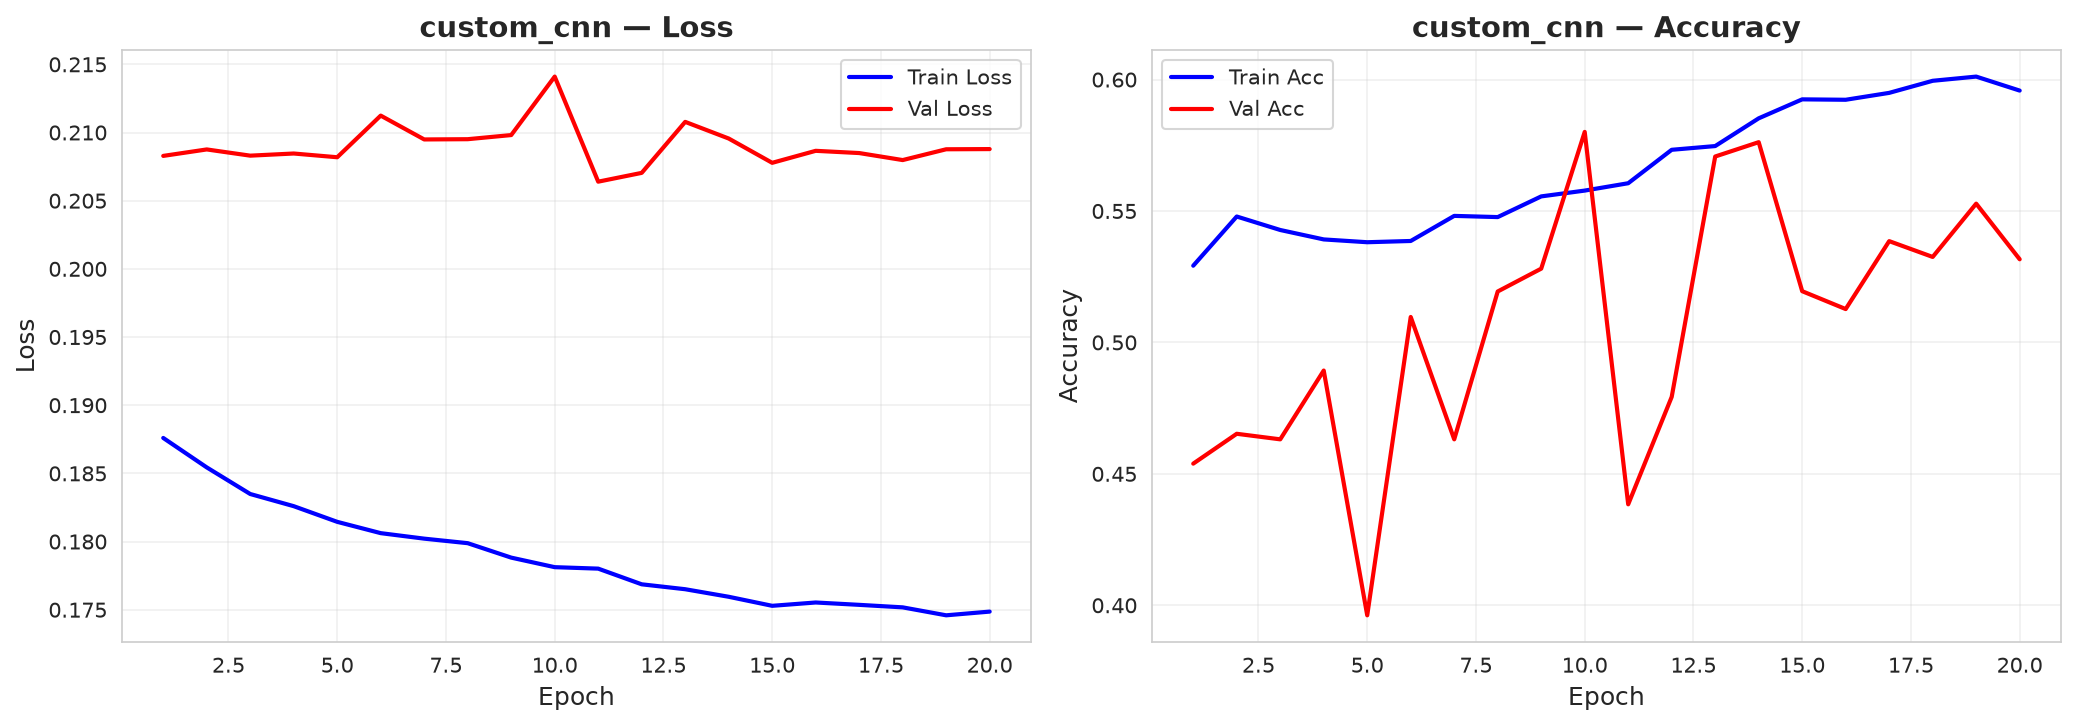 custom_cnn — Loss
Train Loss
Val Loss
0.215
0.210
0.205
0.200
0.195
0.190
0.185
0.180
0.175
Loss
2.5 5.0 7.5 10.0 12.5 15.0 17.5 20.0
Epoch
custom_cnn — Accuracy
Train Acc
Val Acc
0.60
0.55
0.50
0.45
0.40
Accuracy
2.5 5.0 7.5 10.0 12.5 15.0 17.5 20.0
Epoch